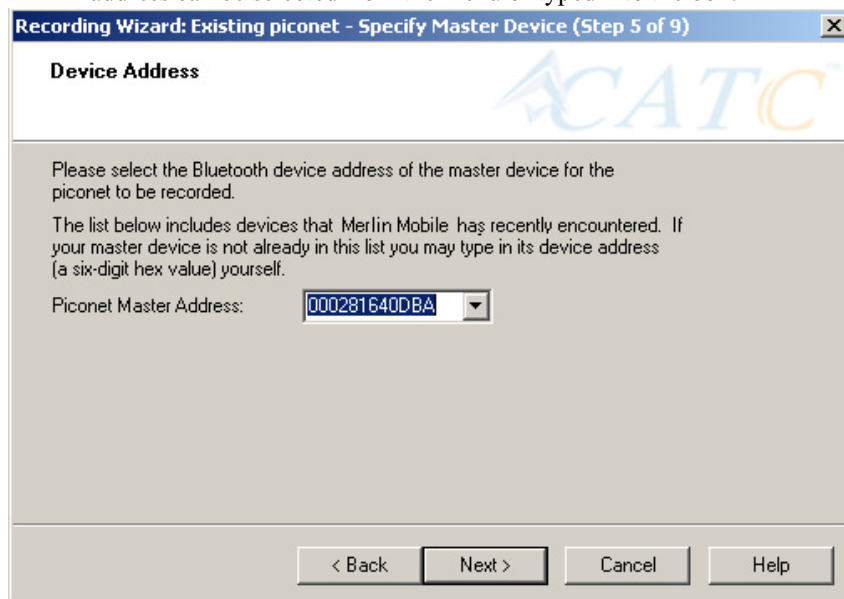 Recording Wizard: Existing piconet - Specify Master Device (Step 5 of 9)
Device Address
CATC
Please select the Bluetooth device address of the master device for the
piconet to be recorded.
The list below includes devices that Merlin Mobile has recently encountered. If
your master device is not already in this list you may type in its device address
(a six-digit hex value) yourself.
Piconet Master Address: 000281640DBA
< Back Next > Cancel Help